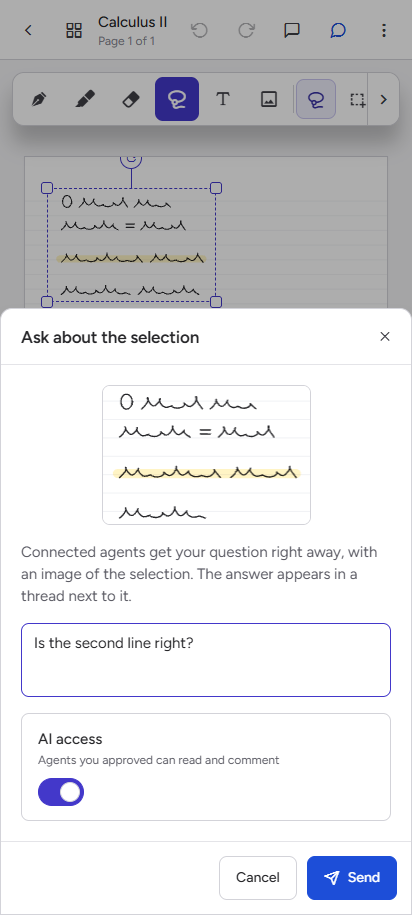 Calculus II
Page 1 of 1
T
Ask about the selection
=
Connected agents get your question right away, with
an image of the selection. The answer appears in a
thread next to it.
Is the second line right?
AI access
Agents you approved can read and comment
Cancel
Send